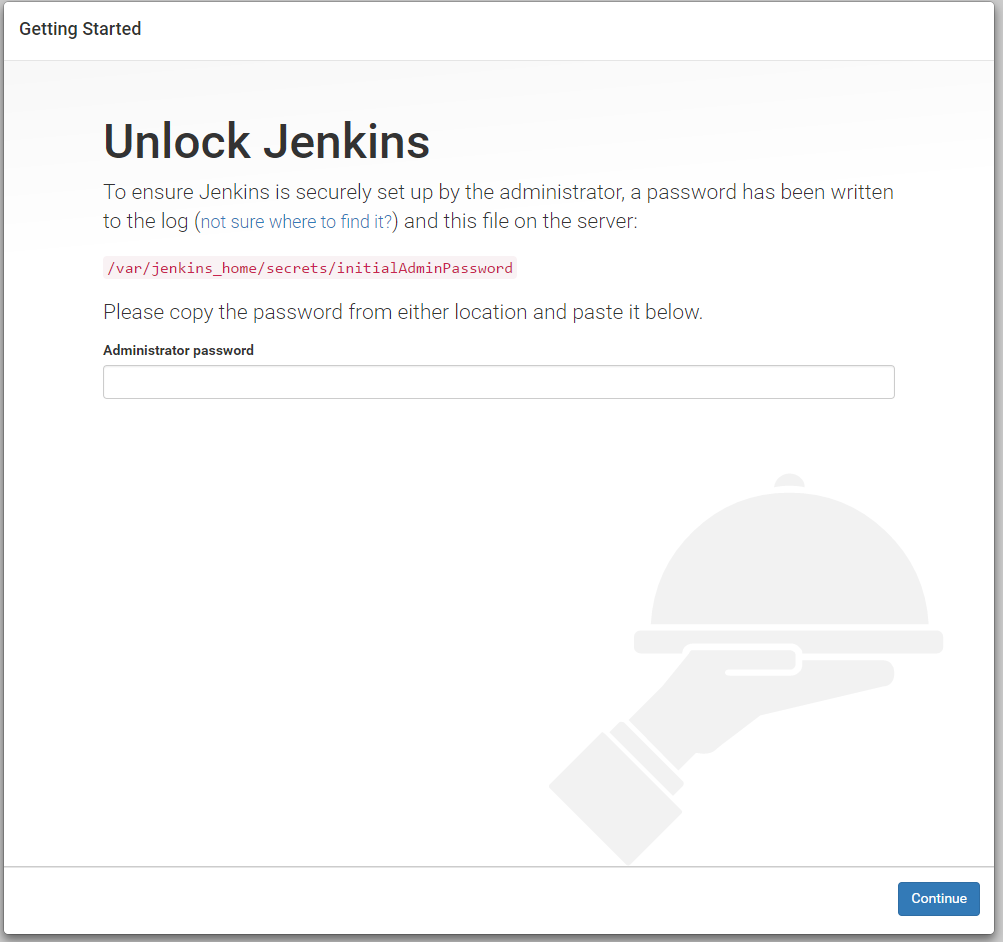 Getting Started
Unlock Jenkins
To ensure Jenkins is securely set up by the administrator, a password has been written
to the log (not sure where to find it?) and this file on the server:
/var/jenkins_home/secrets/initialAdminPassword
Please copy the password from either location and paste it below.
Administrator password
Continue